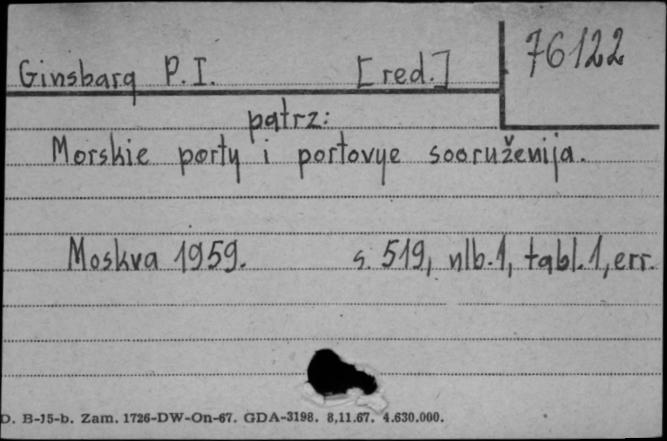 76122
Ginsbarg P. I. [red.]
patrz:
Morskie porty i portovye sooruženija.
Moskva 1959. s. 519, nlb. 1, tabl. 1, err.
D. B-15-b. Zam. 1726-DW-On-67. GDA-3198. 8,11.67. 4.630.000.